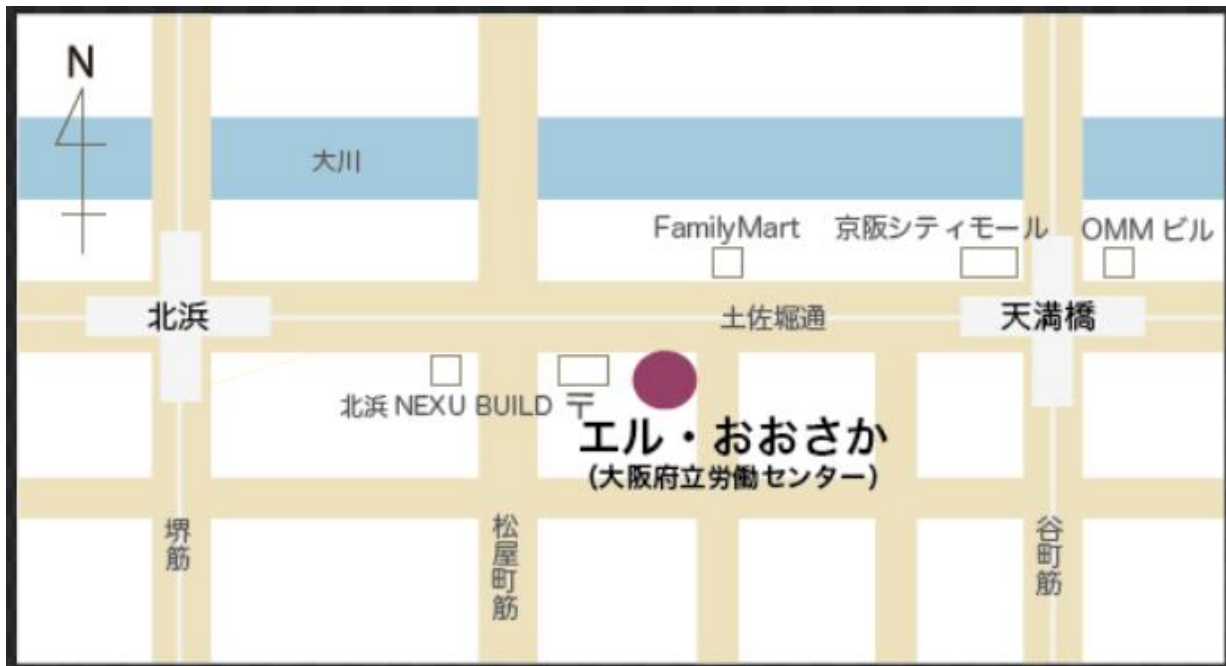 N
大川
FamilyMart
京阪シティモール
OMM ビル
北浜
土佐堀通
天満橋
北浜 NEXU BUILD
〒
エル・おおさか
(大阪府立労働センター)
堺筋
松屋町筋
谷町筋